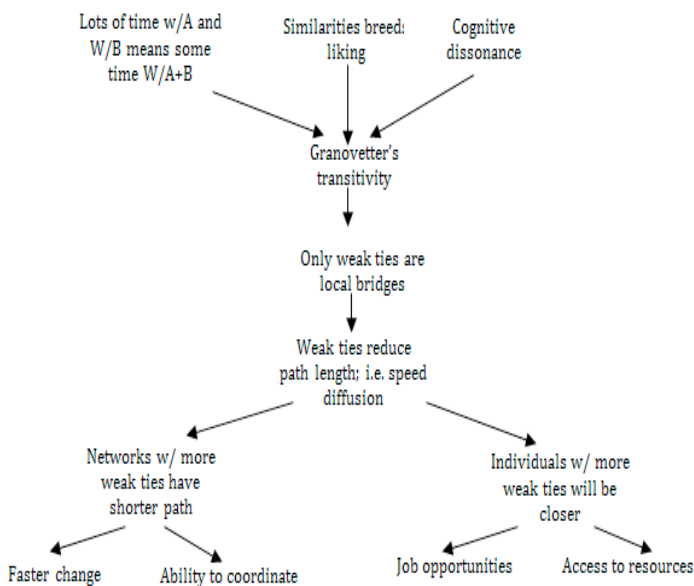 Lots of time w/A and
W/B means some
time W/A+B
Similarities breeds
liking
Cognitive
dissonance
Granovetter's
transitivity
Only weak ties are
local bridges
Weak ties reduce
path length; i.e. speed
diffusion
Networks w/ more
weak ties have
shorter path
Individuals w/ more
weak ties will be
closer
Faster change
Ability to coordinate
Job opportunities
Access to resources